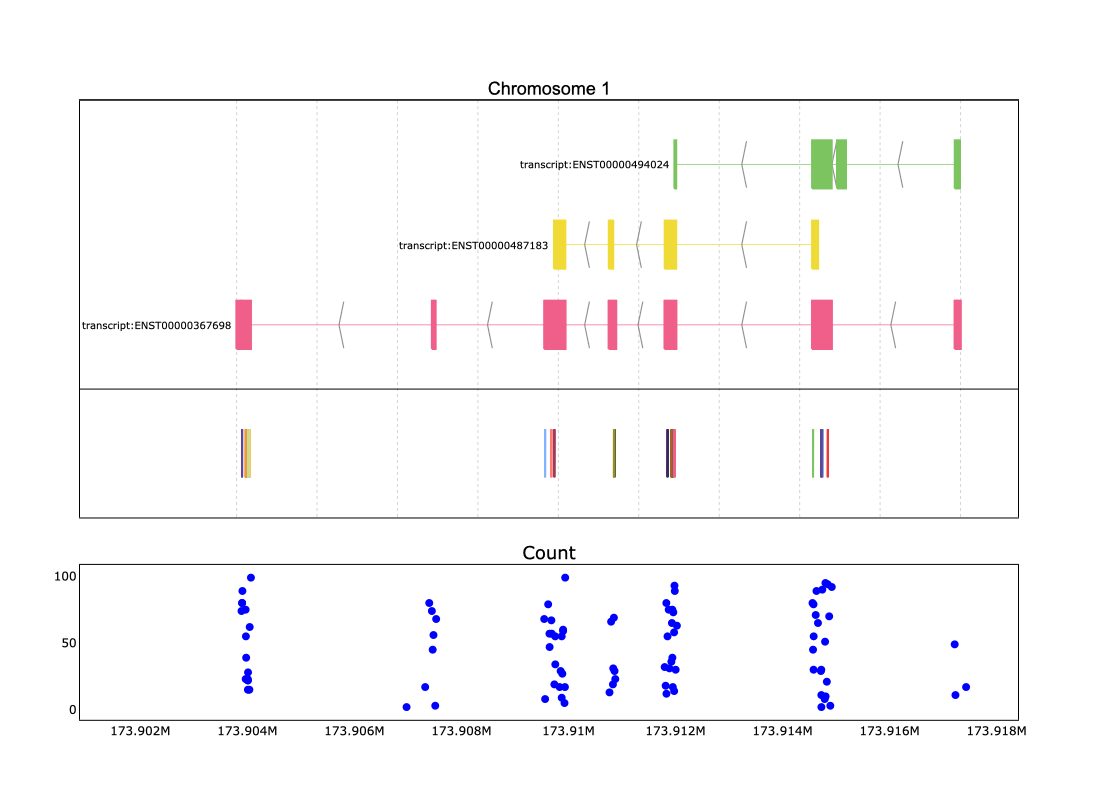 Chromosome 1
transcript:ENST00000494024
transcript:ENST00000487183
transcript:ENST00000367698
Count
100
50
0
173.902M 173.904M 173.906M 173.908M 173.91M 173.912M 173.914M 173.916M 173.918M